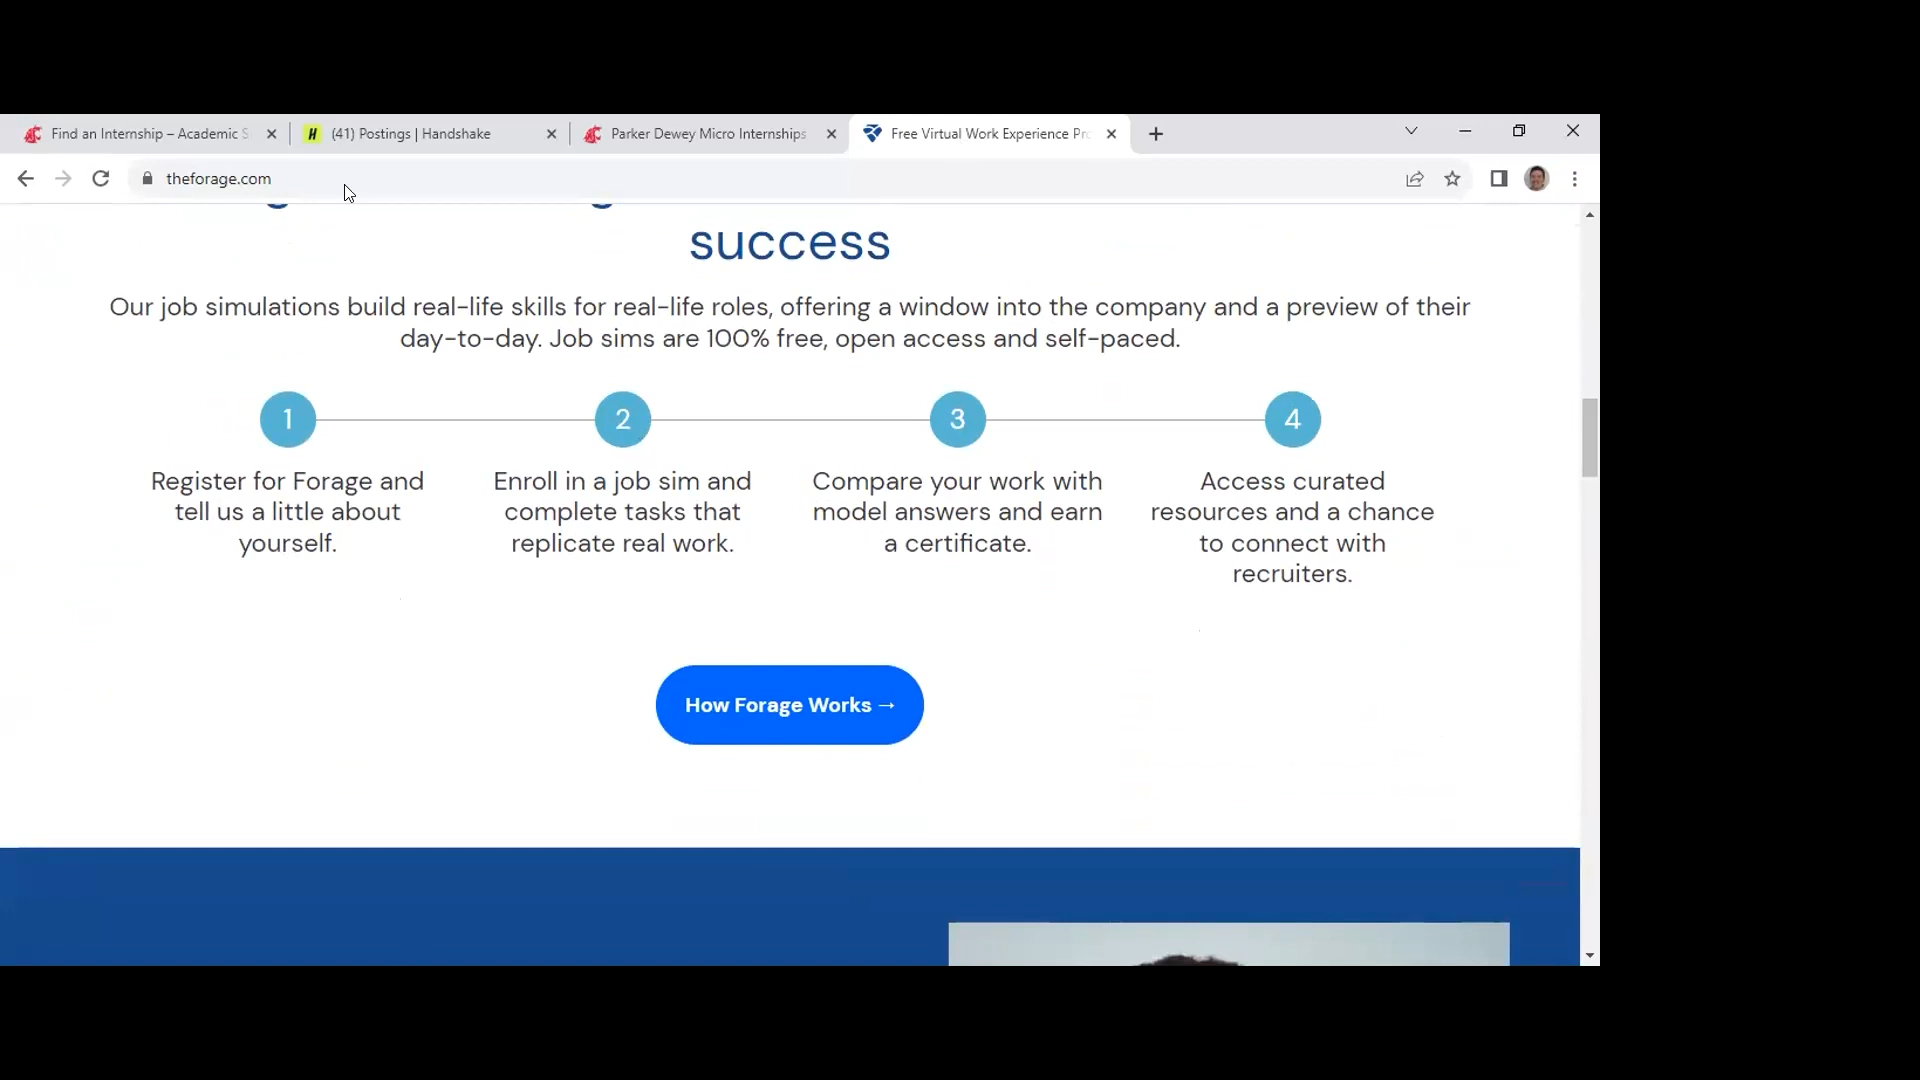 Find an Internship – Academic S
H (41) Postings | Handshake
Parker Dewey Micro Internships
Free Virtual Work Experience Pr
theforage.com
success
Our job simulations build real-life skills for real-life roles, offering a window into the company and a preview of their
day-to-day. Job sims are 100% free, open access and self-paced.
1
2
3
4
Register for Forage and
tell us a little about
yourself.
Enroll in a job sim and
complete tasks that
replicate real work.
Compare your work with
model answers and earn
a certificate.
Access curated
resources and a chance
to connect with
recruiters.
How Forage Works →